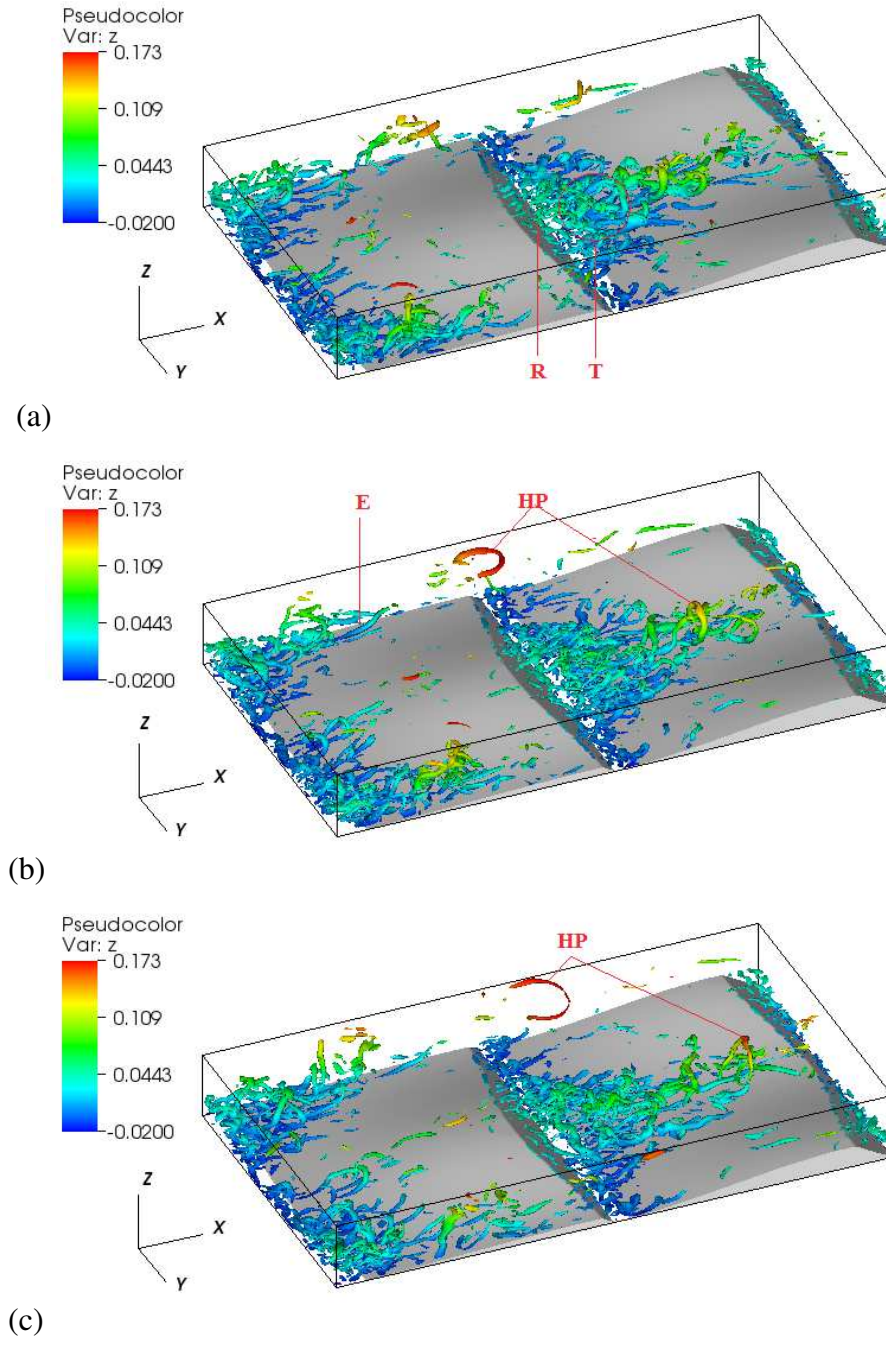 Pseudocolor
Var: z
0.173
0.109
0.0443
-0.0200
Z
X
Y
R
T
(a)
Pseudocolor
Var: z
E
HP
0.173
0.109
0.0443
-0.0200
Z
X
Y
(b)
Pseudocolor
Var: z
HP
0.173
0.109
0.0443
-0.0200
Z
X
Y
(c)